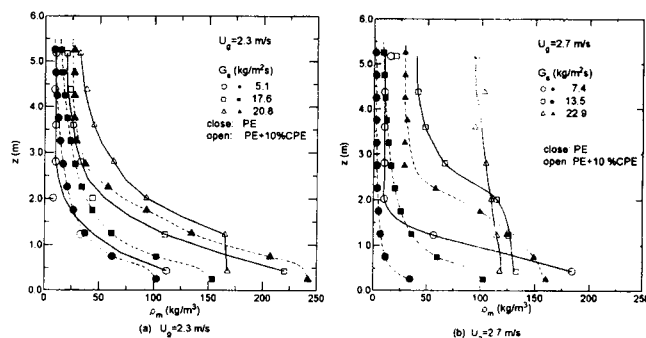 6.0
5.0
4.0
3.0
2.0
1.0
0.0
z (m)
U_g=2.3 m/s
G_s (kg/m²s)
5.1
17.6
20.8
close: PE
open: PE+10%CPE
0 50 100 150 200 250
ρ_m (kg/m³)
(a) U_g=2.3 m/s
6.0
5.0
4.0
3.0
2.0
1.0
0.0
z (m)
U_g=2.7 m/s
G_s (kg/m²s)
7.4
13.5
22.9
close: PE
open: PE+10 %CPE
0 50 100 150 200 250
ρ_m (kg/m³)
(b) U_g=2.7 m/s